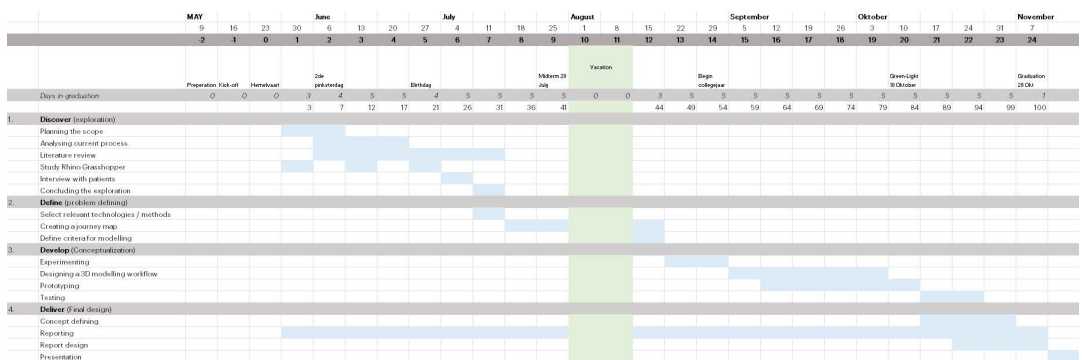 MAY June July August September Oktober November
9 16 23 30 6 13 20 27 4 11 18 25 1 8 15 22 29 5 12 19 26 3 10 17 24 31 7
-2 -1 0 1 2 3 4 5 6 7 8 9 10 11 12 13 14 15 16 17 18 19 20 21 22 23 24
Vacation
2de Midterm 28 Begin Green-Light Graduation
Preperation Kick-off Hemelvaart pinksterdag Birthday July collegejaar 10 Oktober 28 Okt
Days in graduation 0 0 0 3 4 5 5 4 5 5 5 5 0 0 3 5 5 5 5 5 5 5 5 5 5 5 1
3 7 12 17 21 26 31 36 41 44 49 54 59 64 69 74 79 84 89 94 99 100
1. Discover (exploration)
Planning the scope
Analysing current process
Literature review
Study Rhino Grasshopper
Interview with patients
Concluding the exploration
2. Define (problem defining)
Select relevant technologies / methods
Creating a journey map
Define critera for modelling
3. Develop (Conceptualization)
Experimenting
Designing a 3D modelling workflow
Prototyping
Testing
4. Deliver (Final design)
Concept defining
Reporting
Report design
Presentation